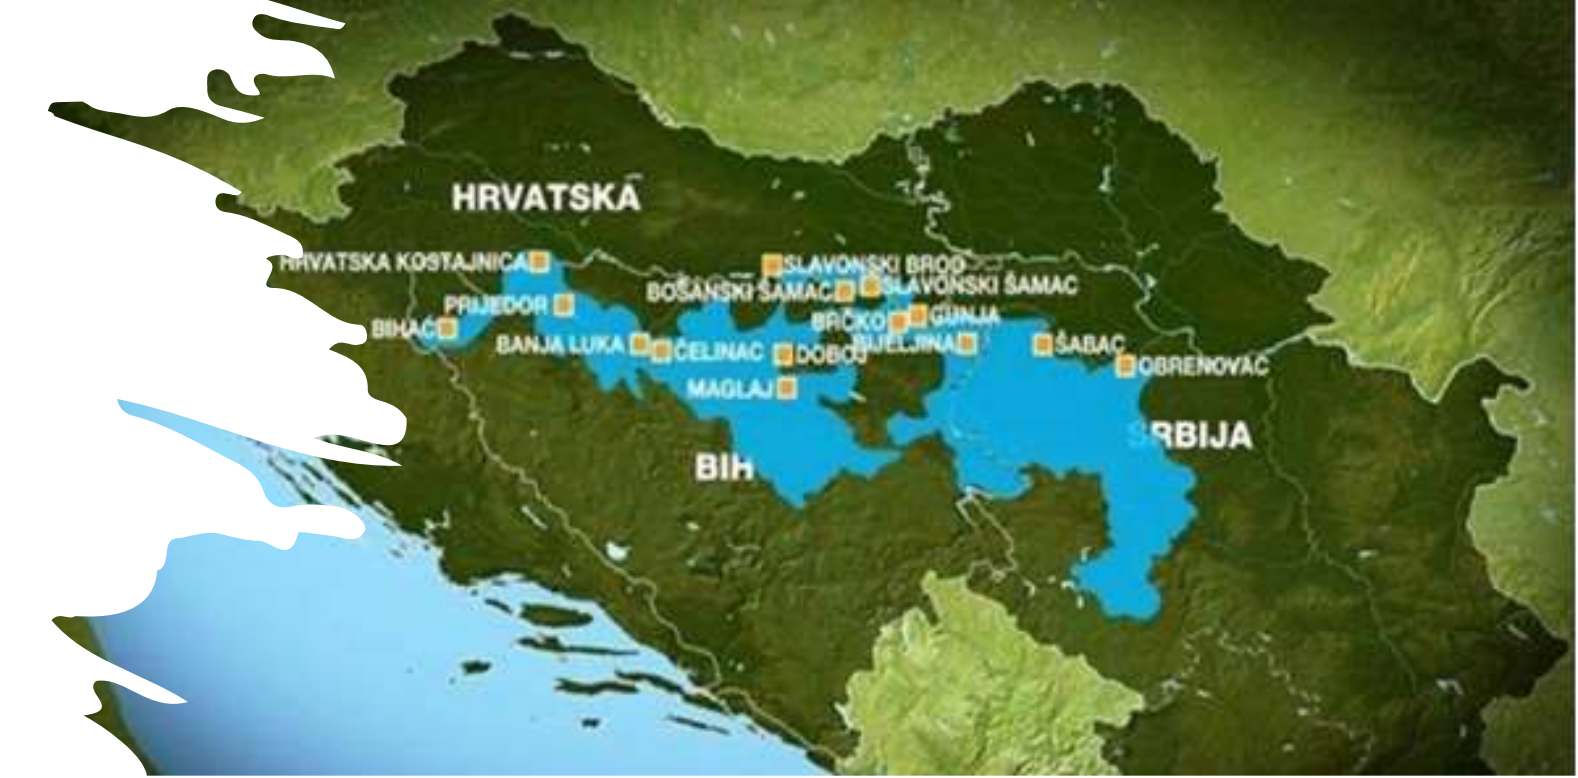 HRVATSKA
HRVATSKA KOSTAJNICA
SLAVONSKI BROD
BOSANSKI ŠAMAC
SLAVONSKI ŠAMAC
PRIJEDOR
BRČKO
GUNJA
BIHAĆ
BANJA LUKA
ČELINAC
DOBOJ
BIJELJINA
ŠABAC
OBRENOVAC
MAGLAJ
SRBIJA
BIH